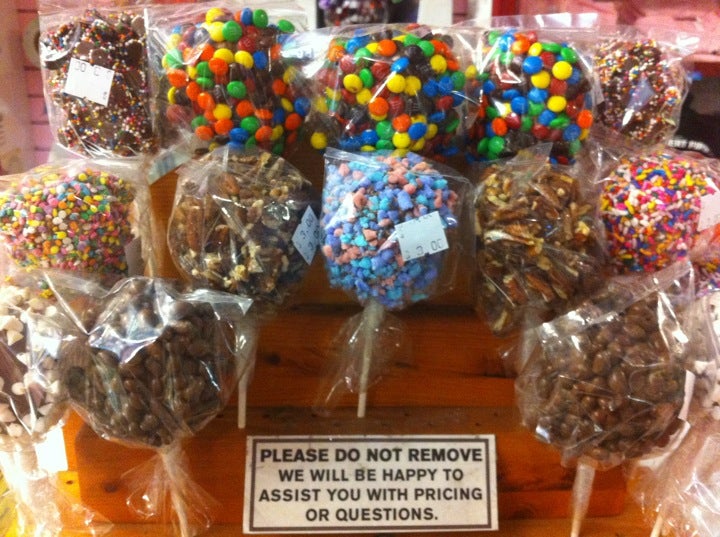 PLEASE DO NOT REMOVE
WE WILL BE HAPPY TO
ASSIST YOU WITH PRICING
OR QUESTIONS.